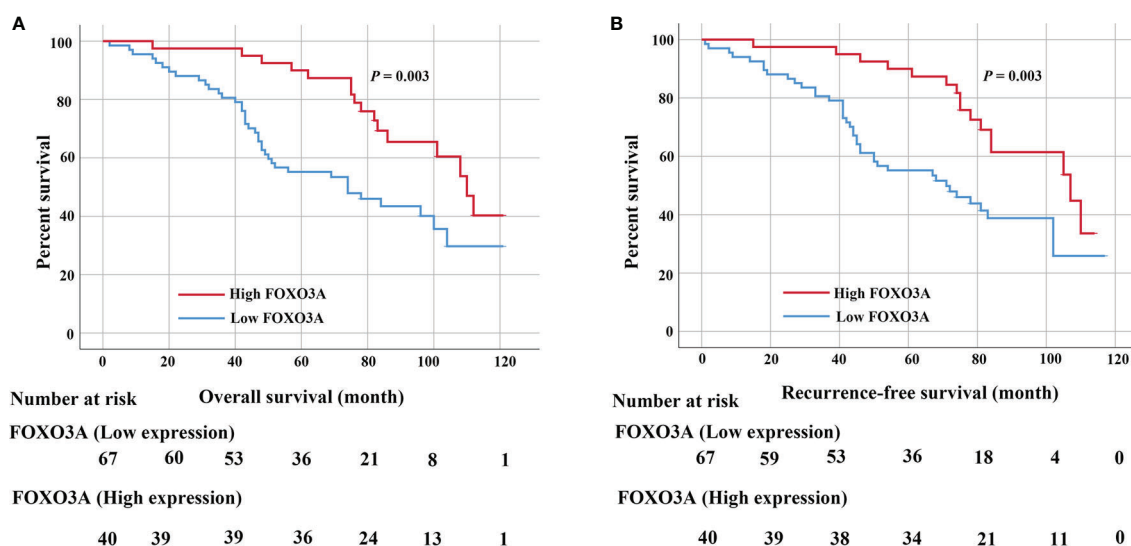 A
Percent survival
100
80
60
40
20
0
P = 0.003
High FOXO3A
Low FOXO3A
0 20 40 60 80 100 120
Number at risk Overall survival (month)
FOXO3A (Low expression)
67 60 53 36 21 8 1
FOXO3A (High expression)
40 39 39 36 24 13 1
B
Percent survival
100
80
60
40
20
0
P = 0.003
High FOXO3A
Low FOXO3A
0 20 40 60 80 100 120
Number at risk Recurrence-free survival (month)
FOXO3A (Low expression)
67 59 53 36 18 4 0
FOXO3A (High expression)
40 39 38 34 21 11 0